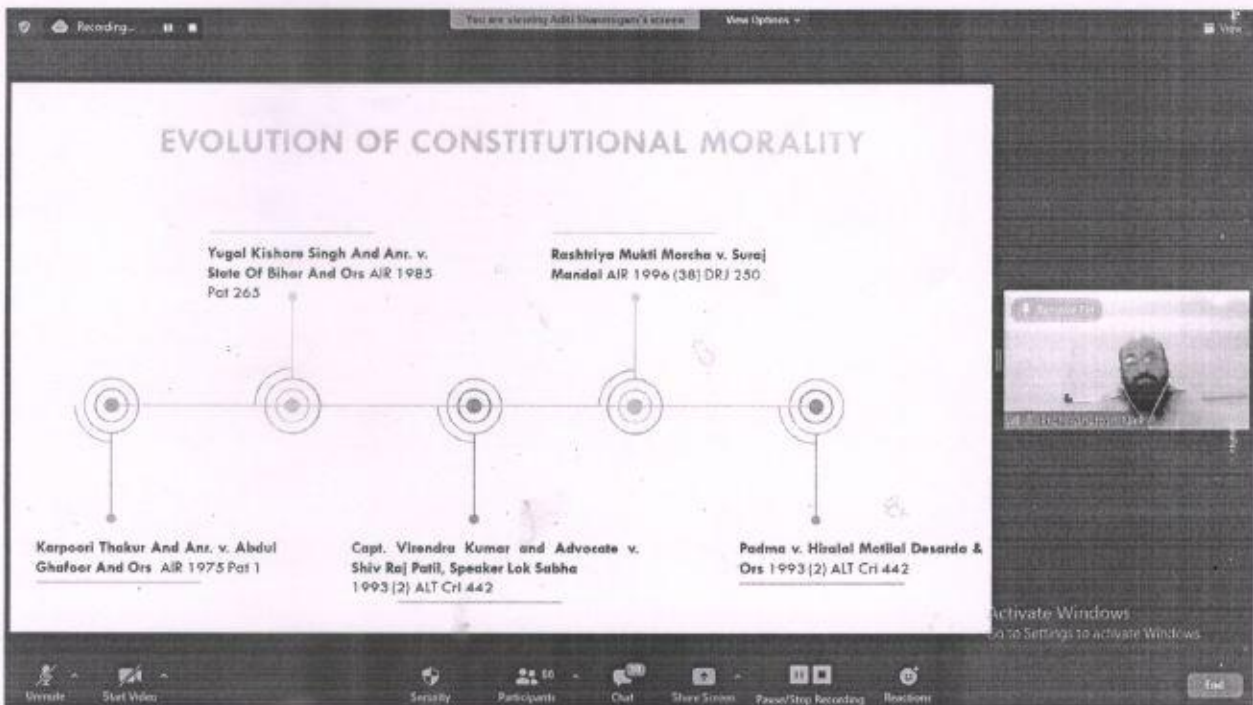 Recording...
You are viewing Aditi Shanmugam's screen
View Options
View
EVOLUTION OF CONSTITUTIONAL MORALITY
Yugal Kishore Singh And Anr. v.
State Of Bihar And Ors AIR 1985
Pat 265
Rashtriya Mukti Morcha v. Suraj
Mandal AIR 1996 (38) DRJ 250
Karpoori Thakur And Anr. v. Abdul
Ghafoor And Ors AIR 1975 Pat 1
Capt. Virendra Kumar and Advocate v.
Shiv Raj Patil, Speaker Lok Sabha
1993 (2) ALT Cri 442
Padma v. Hiralal Motilal Desarda &
Ors 1993 (2) ALT Cri 442
Activate Windows
Go to Settings to activate Windows
Unmute
Start Video
Security
Participants
Chat
Share Screen
Pause/Stop Recording
Reactions
End